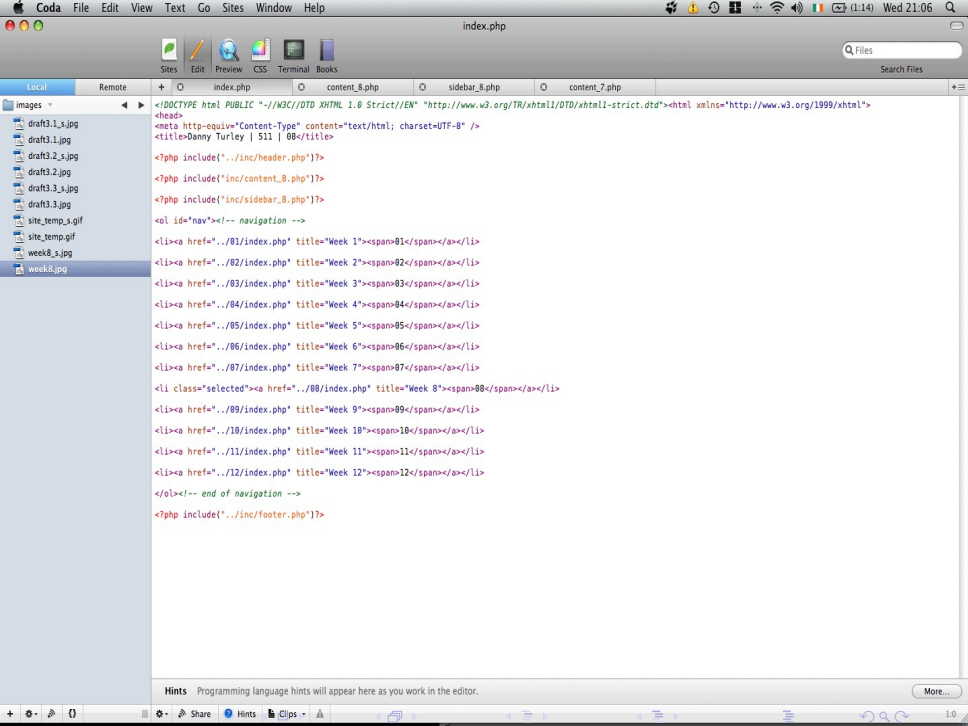 Coda File Edit View Text Go Sites Window Help (1:14) Wed 21:06
index.php
Sites Edit Preview CSS Terminal Books
Files
Search Files
Local Remote
index.php content_8.php sidebar_8.php content_7.php
images
draft3.1_s.jpg
draft3.1.jpg
draft3.2_s.jpg
draft3.2.jpg
draft3.3_s.jpg
draft3.3.jpg
site_temp_s.gif
site_temp.gif
week8_s.jpg
week8.jpg
<!DOCTYPE html PUBLIC "-//W3C//DTD XHTML 1.0 Strict//EN" "http://www.w3.org/TR/xhtml1/DTD/xhtml1-strict.dtd"><html xmlns="http://www.w3.org/1999/xhtml">
<head>
<meta http-equiv="Content-Type" content="text/html; charset=UTF-8" />
<title>Danny Turley | 511 | 08</title>
<?php include("../inc/header.php")?>
<?php include("inc/content_8.php")?>
<?php include("inc/sidebar_8.php")?>
<ol id="nav"><!-- navigation -->
<li><a href="../01/index.php" title="Week 1"><span>01</span></a></li>
<li><a href="../02/index.php" title="Week 2"><span>02</span></a></li>
<li><a href="../03/index.php" title="Week 3"><span>03</span></a></li>
<li><a href="../04/index.php" title="Week 4"><span>04</span></a></li>
<li><a href="../05/index.php" title="Week 5"><span>05</span></a></li>
<li><a href="../06/index.php" title="Week 6"><span>06</span></a></li>
<li><a href="../07/index.php" title="Week 7"><span>07</span></a></li>
<li class="selected"><a href="../08/index.php" title="Week 8"><span>08</span></a></li>
<li><a href="../09/index.php" title="Week 9"><span>09</span></a></li>
<li><a href="../10/index.php" title="Week 10"><span>10</span></a></li>
<li><a href="../11/index.php" title="Week 11"><span>11</span></a></li>
<li><a href="../12/index.php" title="Week 12"><span>12</span></a></li>
</ol><!-- end of navigation -->
<?php include("../inc/footer.php")?>
Hints Programming language hints will appear here as you work in the editor.
More...
Share Hints Clips 1:0